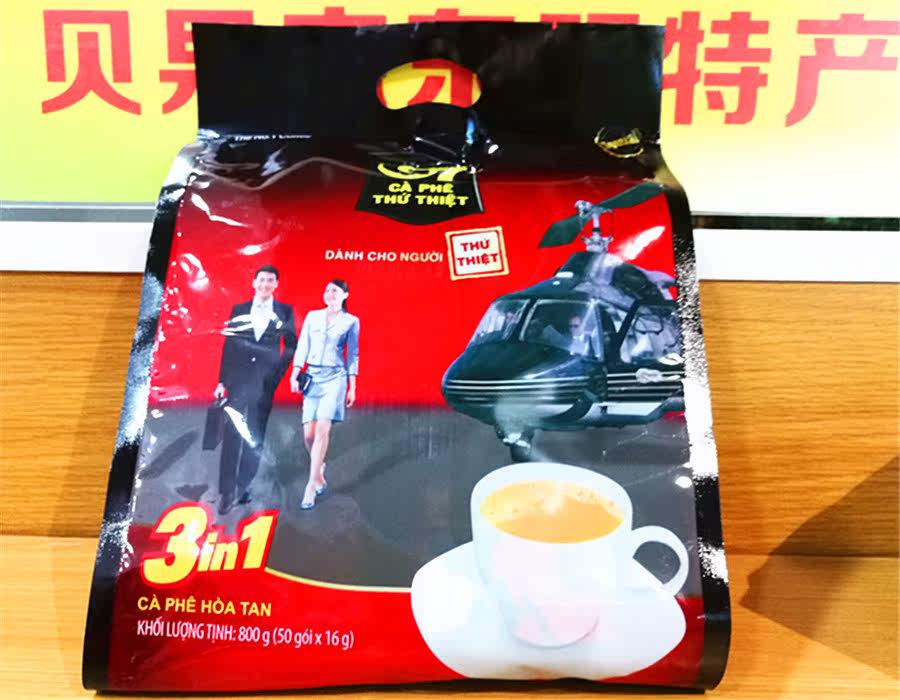 贝果
特产
G7
CÀ PHÊ
THỨ THIỆT
DÀNH CHO NGƯỜI
THỨ
THIỆT
3in1
CÀ PHÊ HÒA TAN
KHỐI LƯỢNG TỊNH: 800 g (50 gói x 16 g)